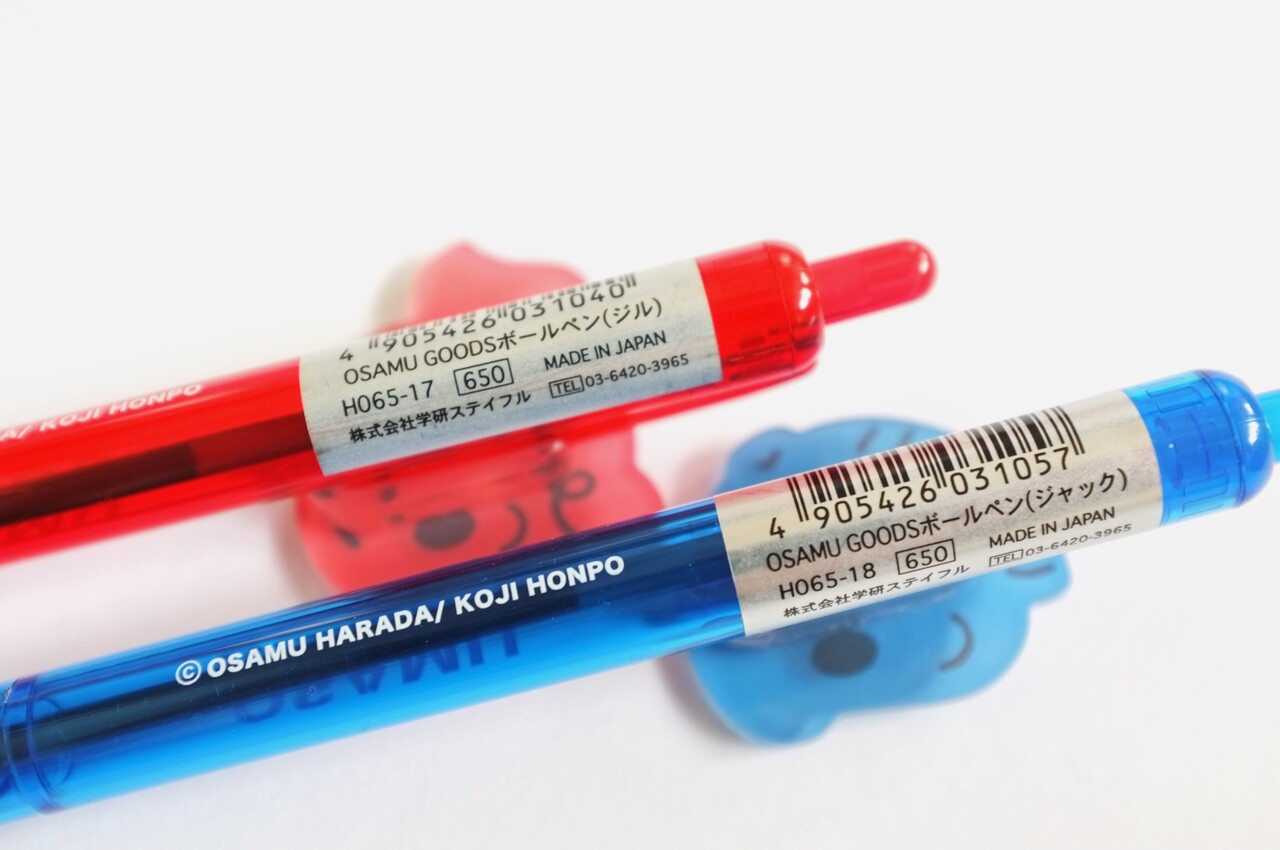 4 905426 031040
OSAMU GOODSボールペン(ジル)
H065-17 650 MADE IN JAPAN
株式会社学研ステイフル TEL 03-6420-3965
A/ KOJI HONPO
4 905426 031057
OSAMU GOODSボールペン(ジャック)
H065-18 650 MADE IN JAPAN
株式会社学研ステイフル TEL 03-6420-3965
© OSAMU HARADA/ KOJI HONPO